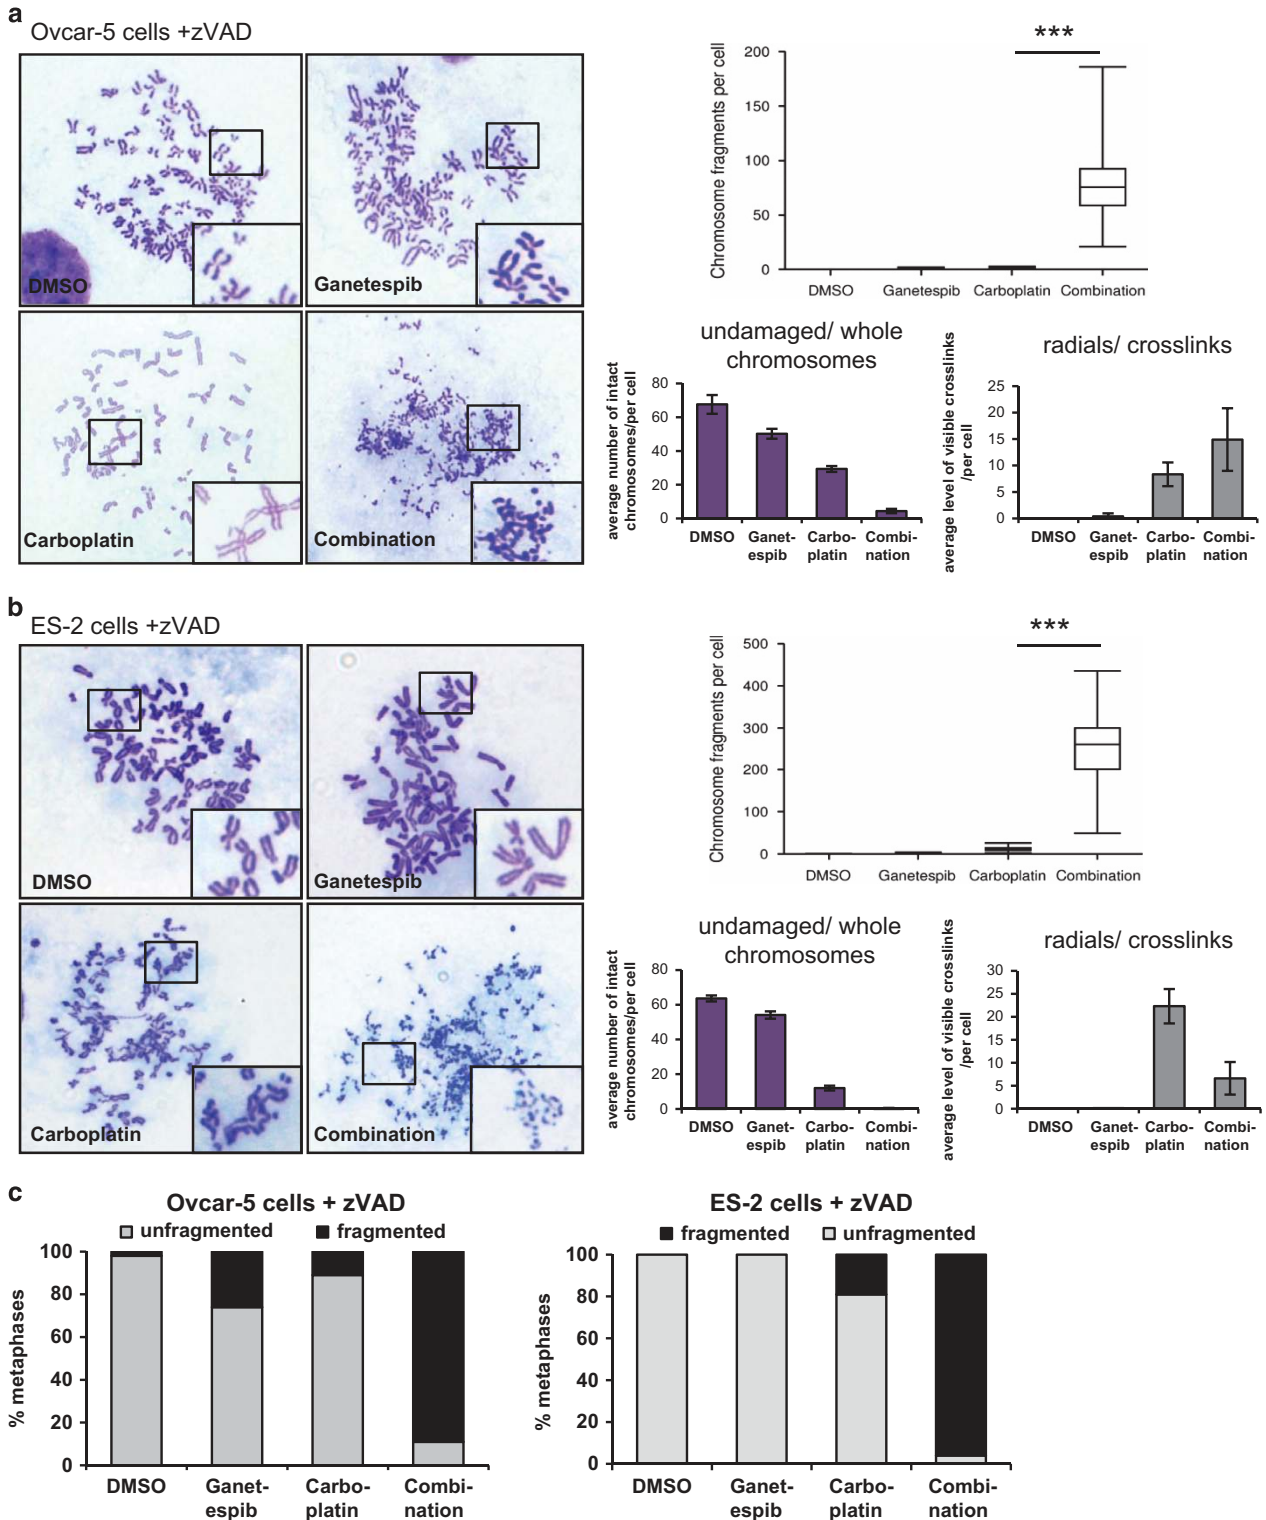 a
Ovcar-5 cells +zVAD
DMSO
Ganetespib
Carboplatin
Combination
***
Chromosome fragments per cell
200
150
100
50
0
DMSO Ganetespib Carboplatin Combination
undamaged/ whole
chromosomes
average number of intact
chromosomes/per cell
80
60
40
20
0
DMSO Ganet- Carbo- Combi-
espib platin nation
radials/ crosslinks
average level of visible crosslinks
/per cell
25
20
15
10
5
0
DMSO Ganet- Carbo- Combi-
espib platin nation
b
ES-2 cells +zVAD
DMSO
Ganetespib
Carboplatin
Combination
***
Chromosome fragments per cell
500
400
300
200
100
0
DMSO Ganetespib Carboplatin Combination
undamaged/ whole
chromosomes
average number of intact
chromosomes/per cell
80
60
40
20
0
DMSO Ganet- Carbo- Combi-
espib platin nation
radials/ crosslinks
average level of visible crosslinks
/per cell
30
25
20
15
10
5
0
DMSO Ganet- Carbo- Combi-
espib platin nation
c
Ovcar-5 cells + zVAD
unfragmented fragmented
% metaphases
100
80
60
40
20
0
DMSO Ganet- Carbo- Combi-
espib platin nation
ES-2 cells + zVAD
fragmented unfragmented
% metaphases
100
80
60
40
20
0
DMSO Ganet- Carbo- Combi-
espib platin nation